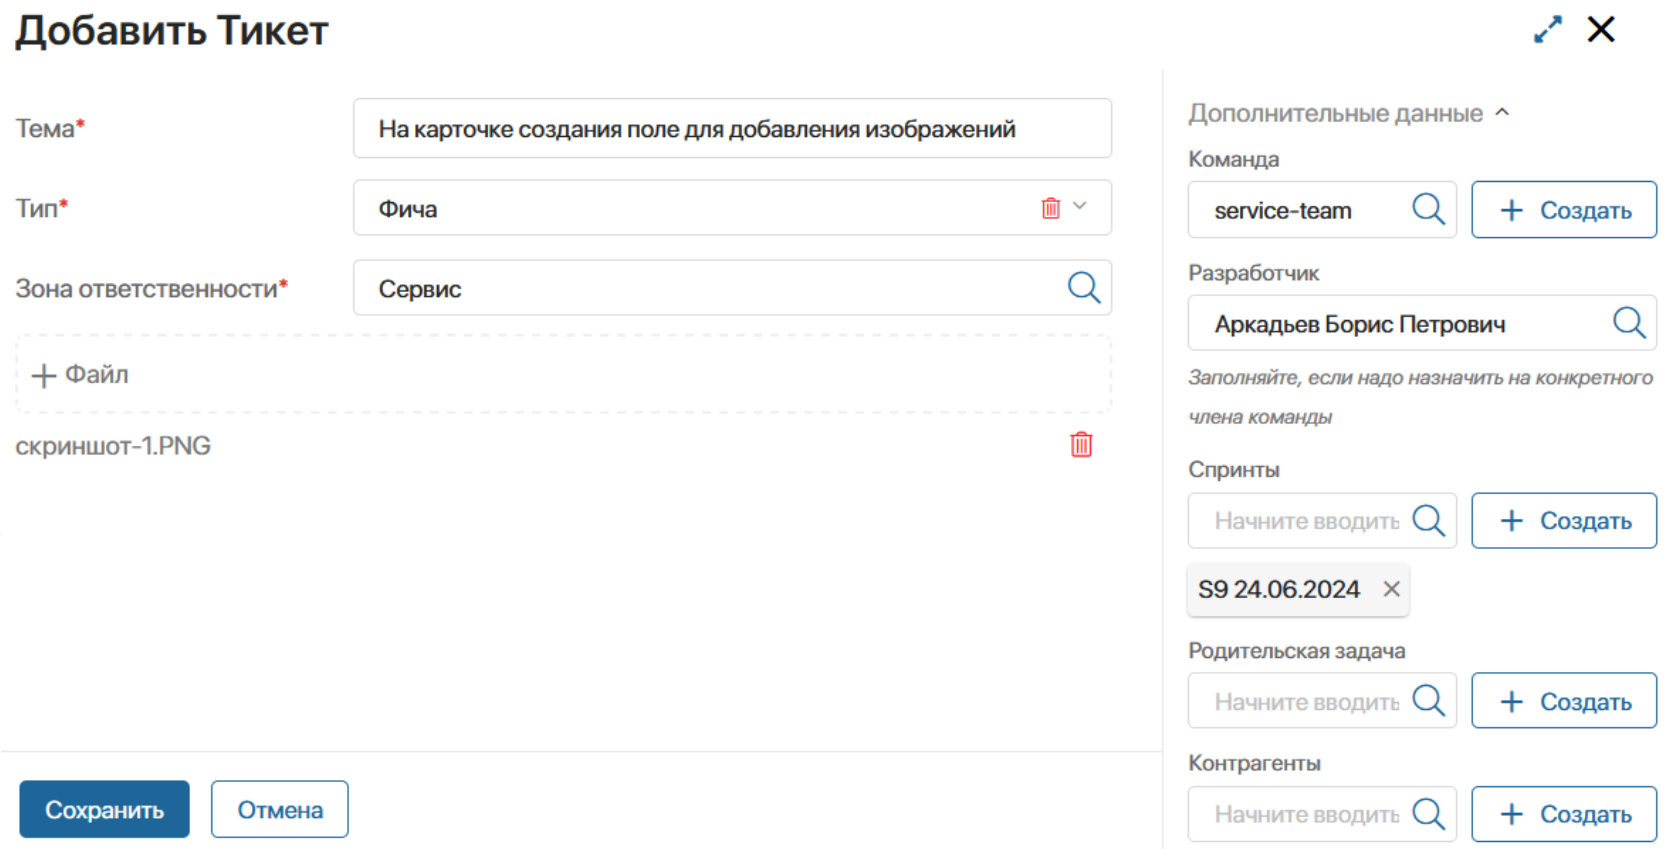 Добавить Тикет
Тема*
На карточке создания поле для добавления изображений
Тип*
Фича
Зона ответственности*
Сервис
+ Файл
скриншот-1.PNG
Сохранить
Отмена
Дополнительные данные
Команда
service-team
+ Создать
Разработчик
Аркадьев Борис Петрович
Заполняйте, если надо назначить на конкретного
члена команды
Спринты
Начните вводить
+ Создать
S9 24.06.2024
Родительская задача
Начните вводить
+ Создать
Контрагенты
Начните вводить
+ Создать